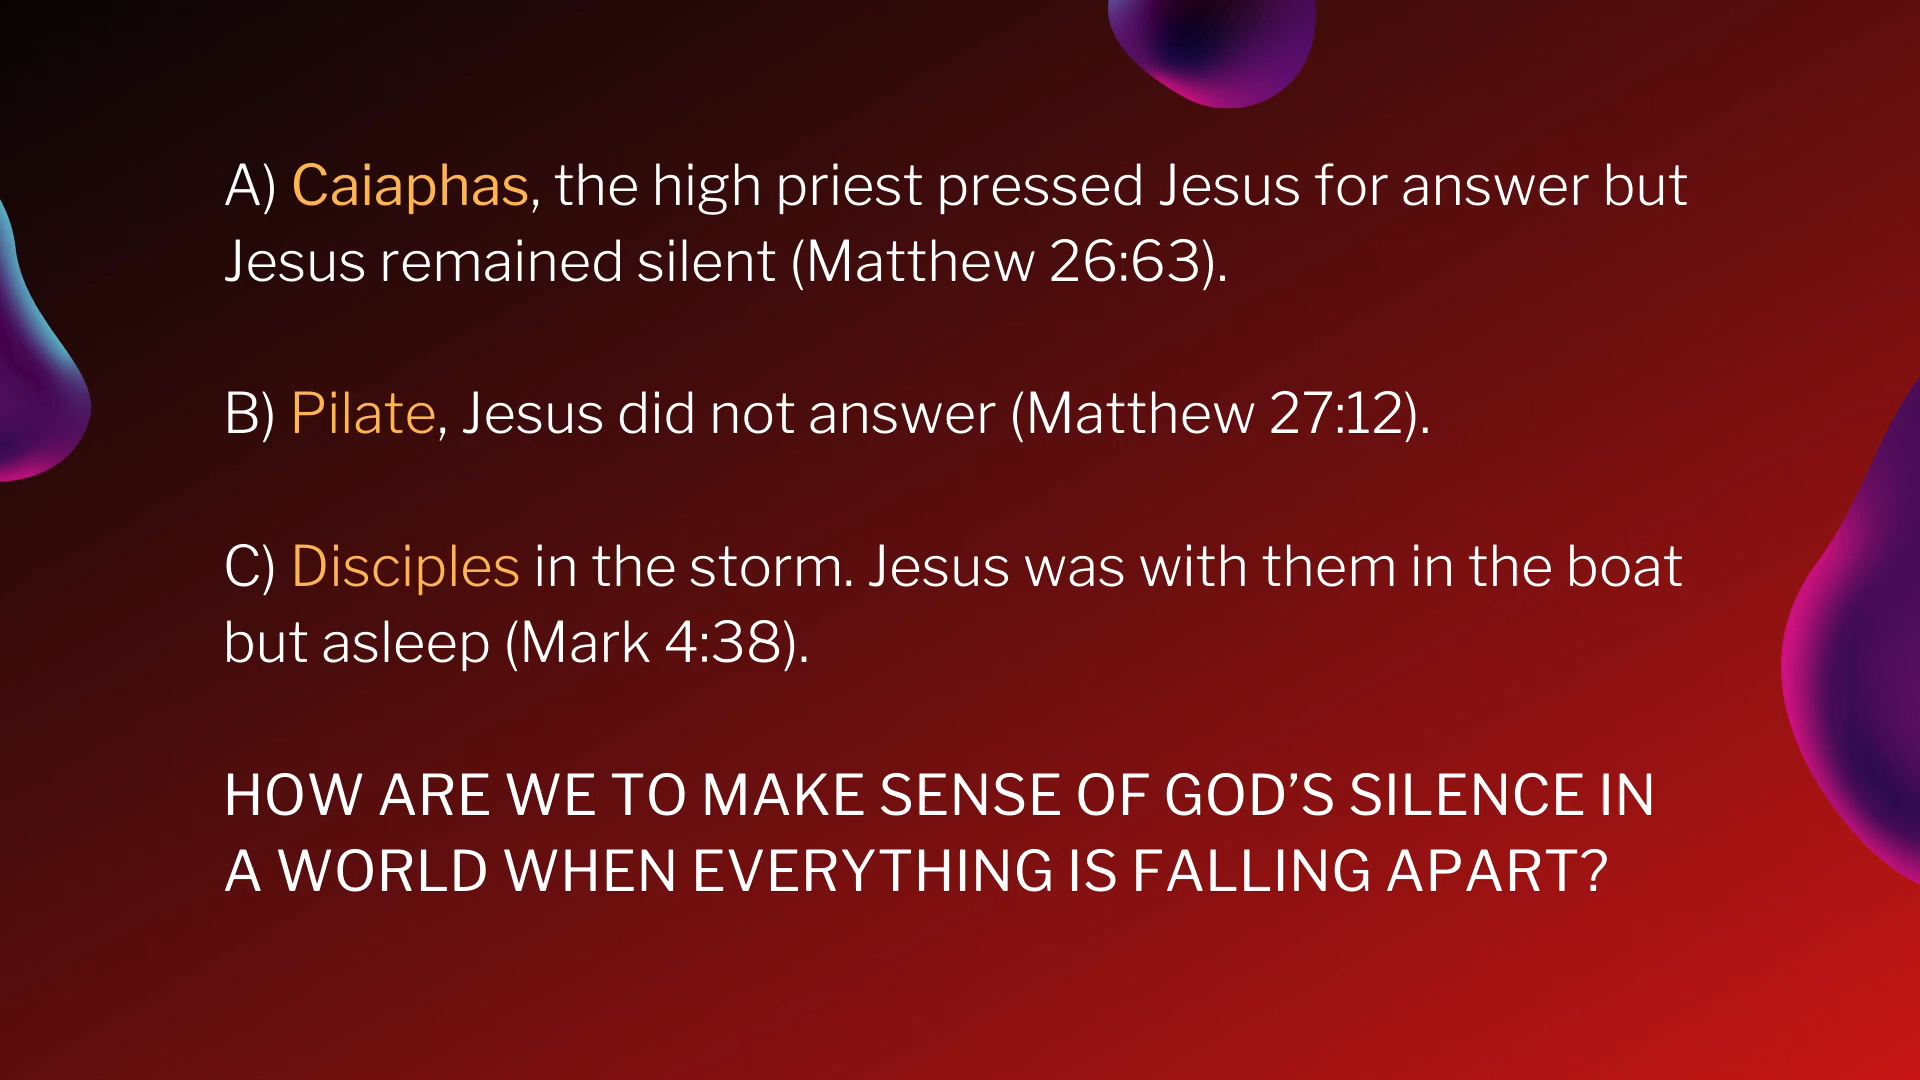 A) Caiaphas, the high priest pressed Jesus for answer but
Jesus remained silent (Matthew 26:63).
B) Pilate, Jesus did not answer (Matthew 27:12).
C) Disciples in the storm. Jesus was with them in the boat
but asleep (Mark 4:38).
HOW ARE WE TO MAKE SENSE OF GOD’S SILENCE IN
A WORLD WHEN EVERYTHING IS FALLING APART?